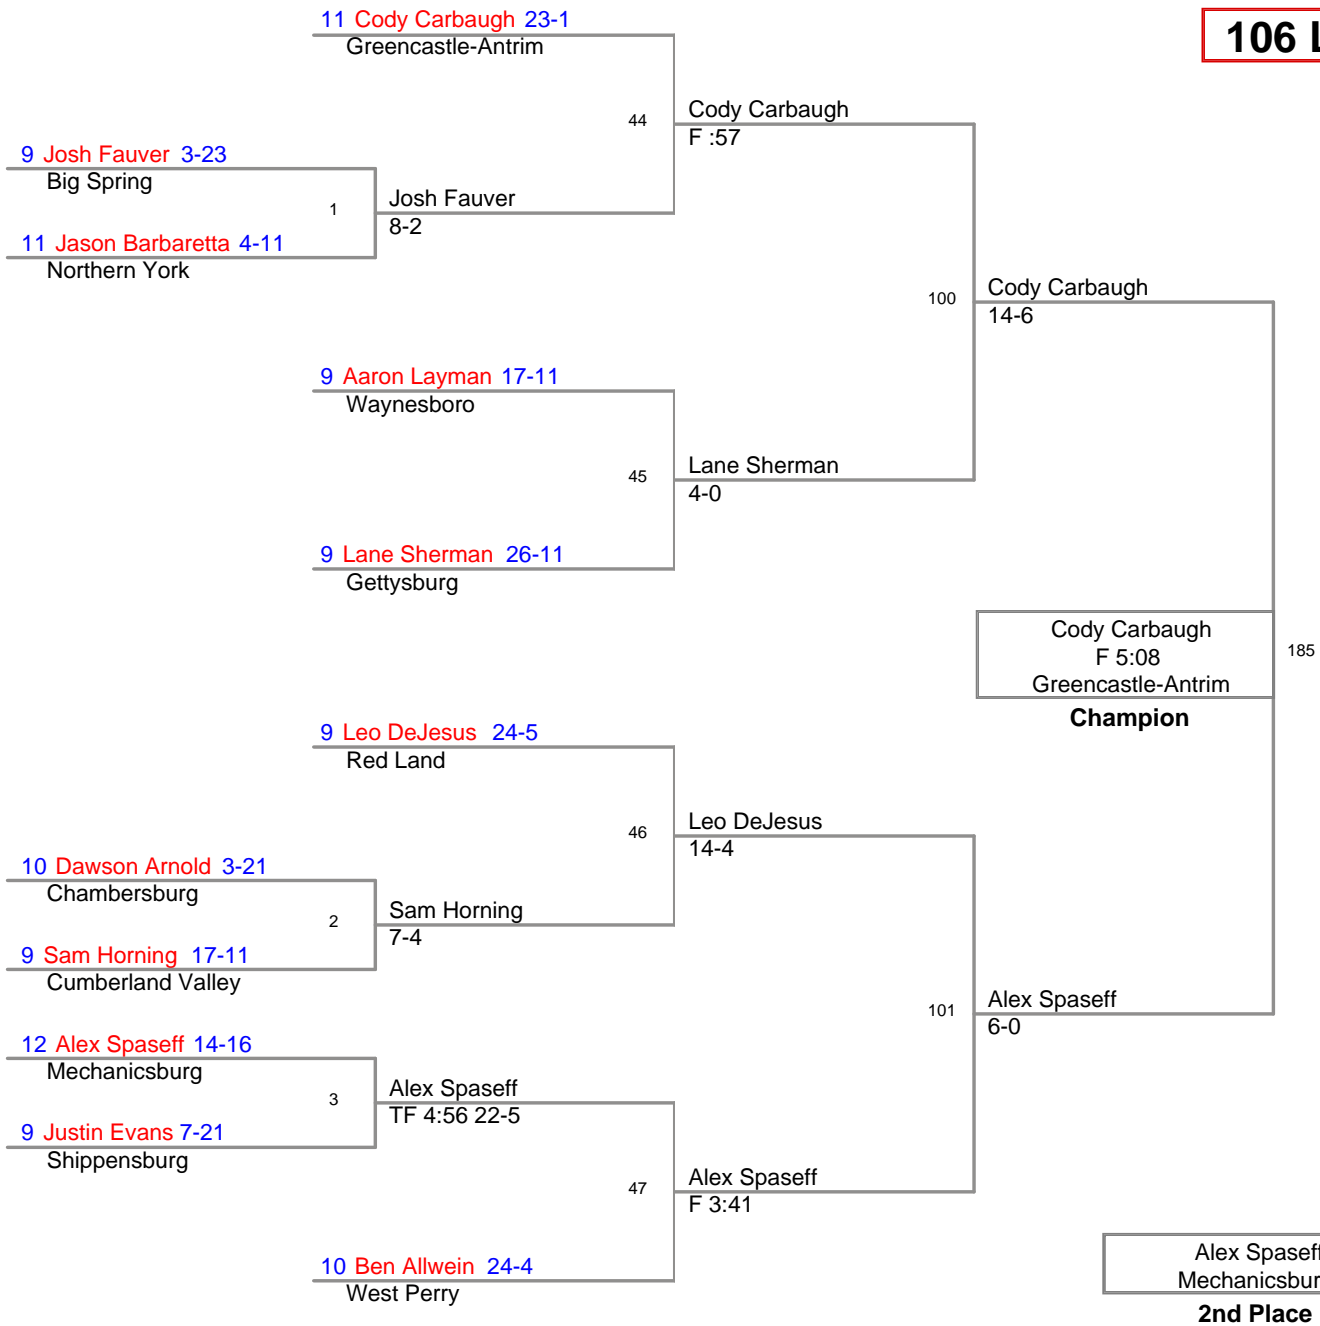 11 Cody Carbaugh 23-1
Greencastle-Antrim
106 L
44
Cody Carbaugh
F :57
9 Josh Fauver 3-23
Big Spring
1
Josh Fauver
8-2
11 Jason Barbaretta 4-11
Northern York
100
Cody Carbaugh
14-6
9 Aaron Layman 17-11
Waynesboro
45
Lane Sherman
4-0
9 Lane Sherman 26-11
Gettysburg
Cody Carbaugh
F 5:08
Greencastle-Antrim
185
Champion
9 Leo DeJesus 24-5
Red Land
46
Leo DeJesus
14-4
10 Dawson Arnold 3-21
Chambersburg
2
Sam Horning
7-4
9 Sam Horning 17-11
Cumberland Valley
101
Alex Spaseff
6-0
12 Alex Spaseff 14-16
Mechanicsburg
3
Alex Spaseff
TF 4:56 22-5
9 Justin Evans 7-21
Shippensburg
47
Alex Spaseff
F 3:41
10 Ben Allwein 24-4
West Perry
Alex Spaseff
Mechanicsbur
2nd Place